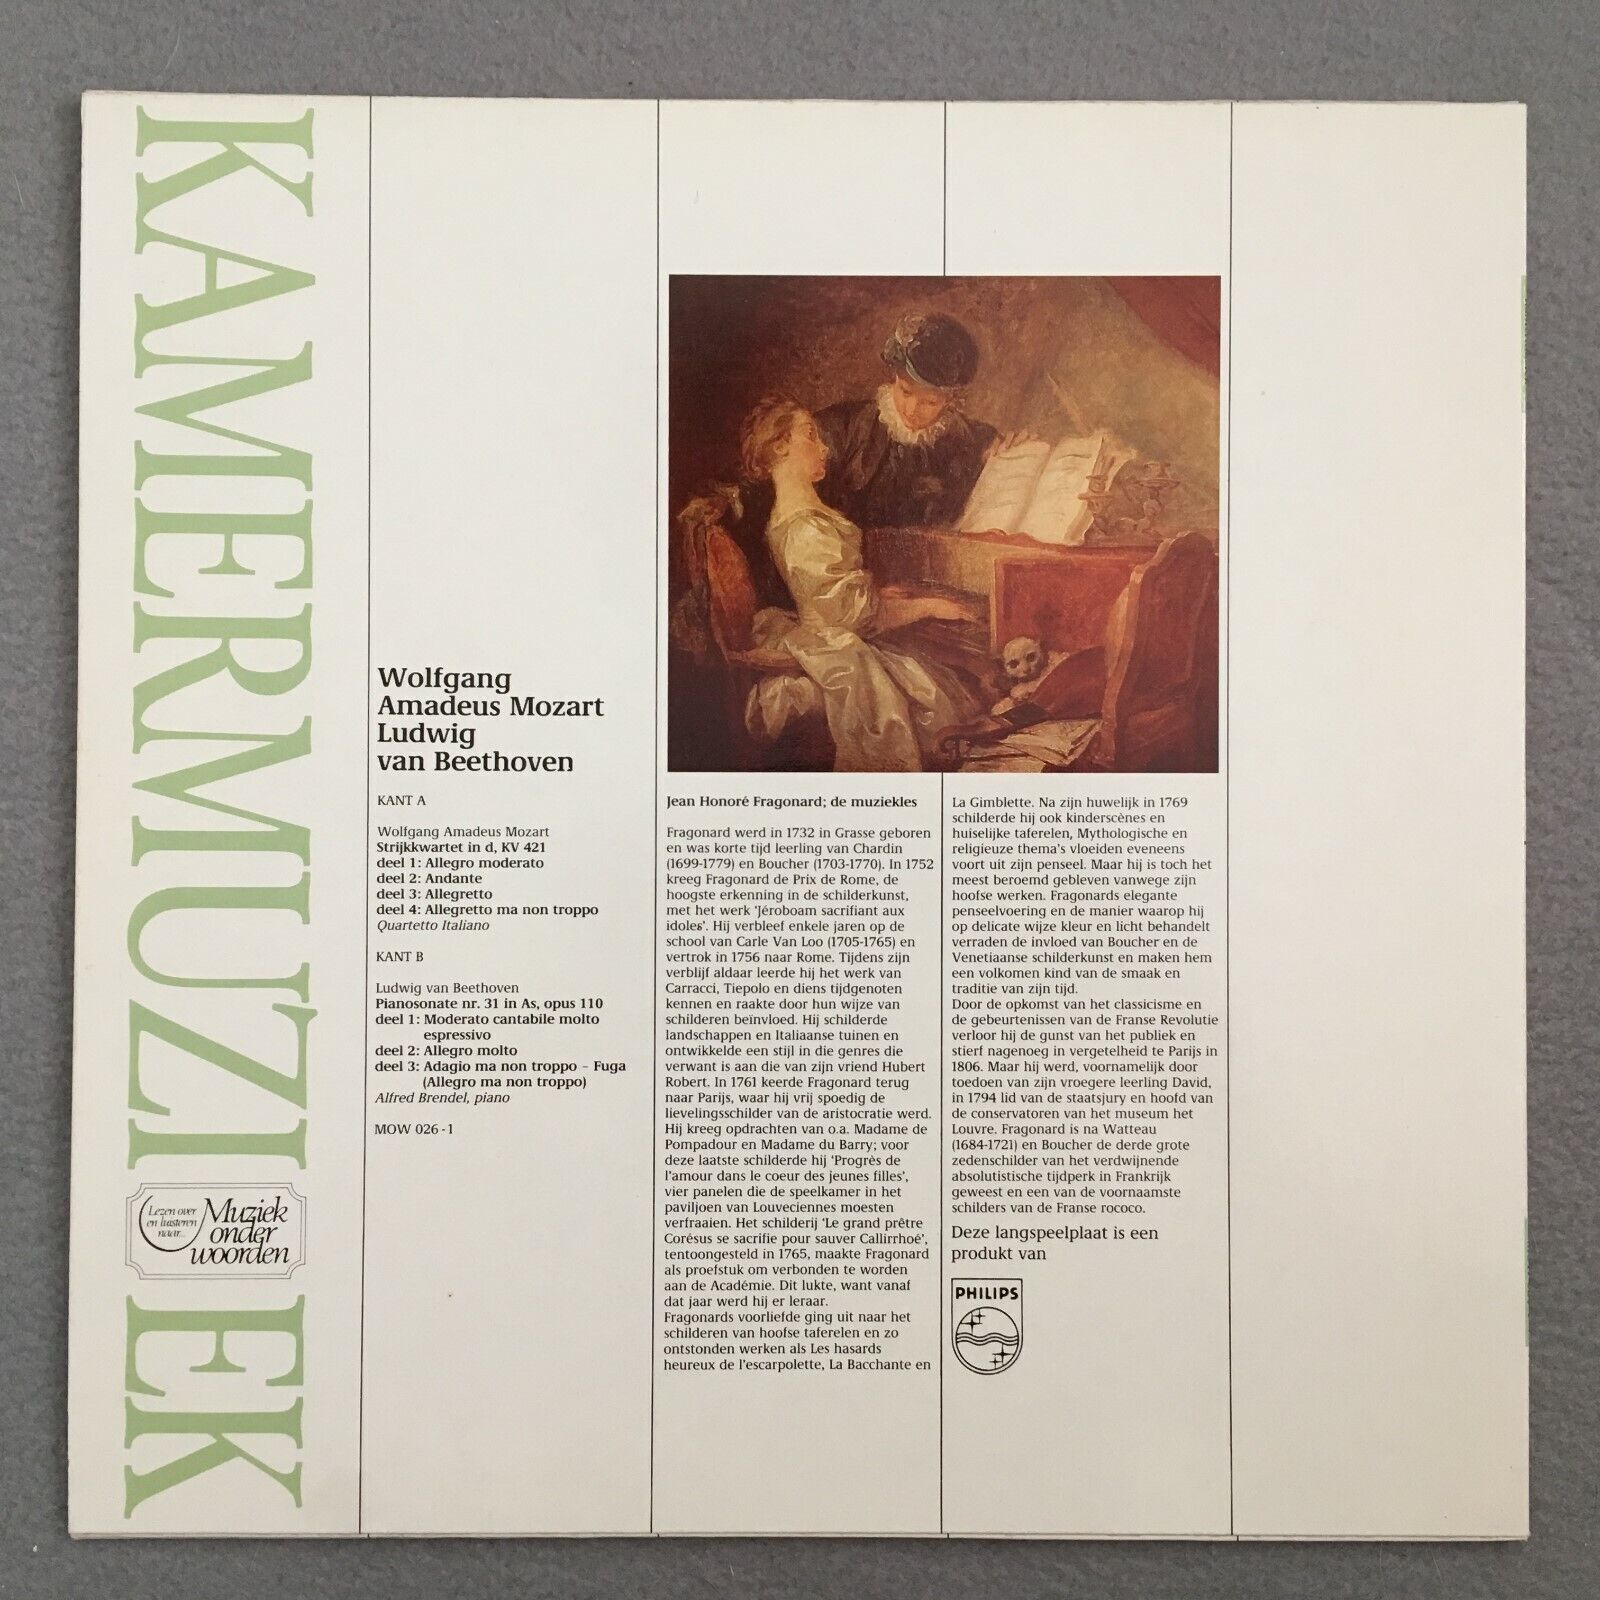 KAMERMUZIEK
Lezen over
en luisteren
naar...
Muziek
onder
woorden
Wolfgang
Amadeus Mozart
Ludwig
van Beethoven
KANT A
Wolfgang Amadeus Mozart
Strijkkwartet in d, KV 421
deel 1: Allegro moderato
deel 2: Andante
deel 3: Allegretto
deel 4: Allegretto ma non troppo
Quartetto Italiano
KANT B
Ludwig van Beethoven
Pianosonate nr. 31 in As, opus 110
deel 1: Moderato cantabile molto
espressivo
deel 2: Allegro molto
deel 3: Adagio ma non troppo – Fuga
(Allegro ma non troppo)
Alfred Brendel, piano
MOW 026-1
Jean Honoré Fragonard; de muziekles
Fragonard werd in 1732 in Grasse geboren
en was korte tijd leerling van Chardin
(1699-1779) en Boucher (1703-1770). In 1752
kreeg Fragonard de Prix de Rome, de
hoogste erkenning in de schilderkunst,
met het werk 'Jéroboam sacrifiant aux
idoles'. Hij verbleef enkele jaren op de
school van Carle Van Loo (1705-1765) en
vertrok in 1756 naar Rome. Tijdens zijn
verblijf aldaar leerde hij het werk van
Carracci, Tiepolo en diens tijdgenoten
kennen en raakte door hun wijze van
schilderen beïnvloed. Hij schilderde
landschappen en Italiaanse tuinen en
ontwikkelde een stijl in die genres die
verwant is aan die van zijn vriend Hubert
Robert. In 1761 keerde Fragonard terug
naar Parijs, waar hij vrij spoedig de
lievelingsschilder van de aristocratie werd.
Hij kreeg opdrachten van o.a. Madame de
Pompadour en Madame du Barry; voor
deze laatste schilderde hij 'Progrès de
l'amour dans le coeur des jeunes filles',
vier panelen die de speelkamer in het
paviljoen van Louveciennes moesten
verfraaien. Het schilderij 'Le grand prêtre
Corésus se sacrifie pour sauver Callirrhoé',
tentoongesteld in 1765, maakte Fragonard
als proefstuk om verbonden te worden
aan de Académie. Dit lukte, want vanaf
dat jaar werd hij er leraar.
Fragonards voorliefde ging uit naar het
schilderen van hoofse taferelen en zo
ontstonden werken als Les hasards
heureux de l'escarpolette, La Bacchante en
La Gimblette. Na zijn huwelijk in 1769
schilderde hij ook kinderscènes en
huiselijke taferelen, Mythologische en
religieuze thema's vloeiden eveneens
voort uit zijn penseel. Maar hij is toch het
meest beroemd gebleven vanwege zijn
hoofse werken. Fragonards elegante
penseelvoering en de manier waarop hij
op delicate wijze kleur en licht behandelt
verraden de invloed van Boucher en de
Venetiaanse schilderkunst en maken hem
een volkomen kind van de smaak en
traditie van zijn tijd.
Door de opkomst van het classicisme en
de gebeurtenissen van de Franse Revolutie
verloor hij de gunst van het publiek en
stierf nagenoeg in vergetelheid te Parijs in
1806. Maar hij werd, voornamelijk door
toedoen van zijn vroegere leerling David,
in 1794 lid van de staatsjury en hoofd van
de conservatoren van het museum het
Louvre. Fragonard is na Watteau
(1684-1721) en Boucher de derde grote
zedenschilder van het verdwijnende
absolutistische tijdperk in Frankrijk
geweest en een van de voornaamste
schilders van de Franse rococo.
Deze langspeelplaat is een
produkt van
PHILIPS